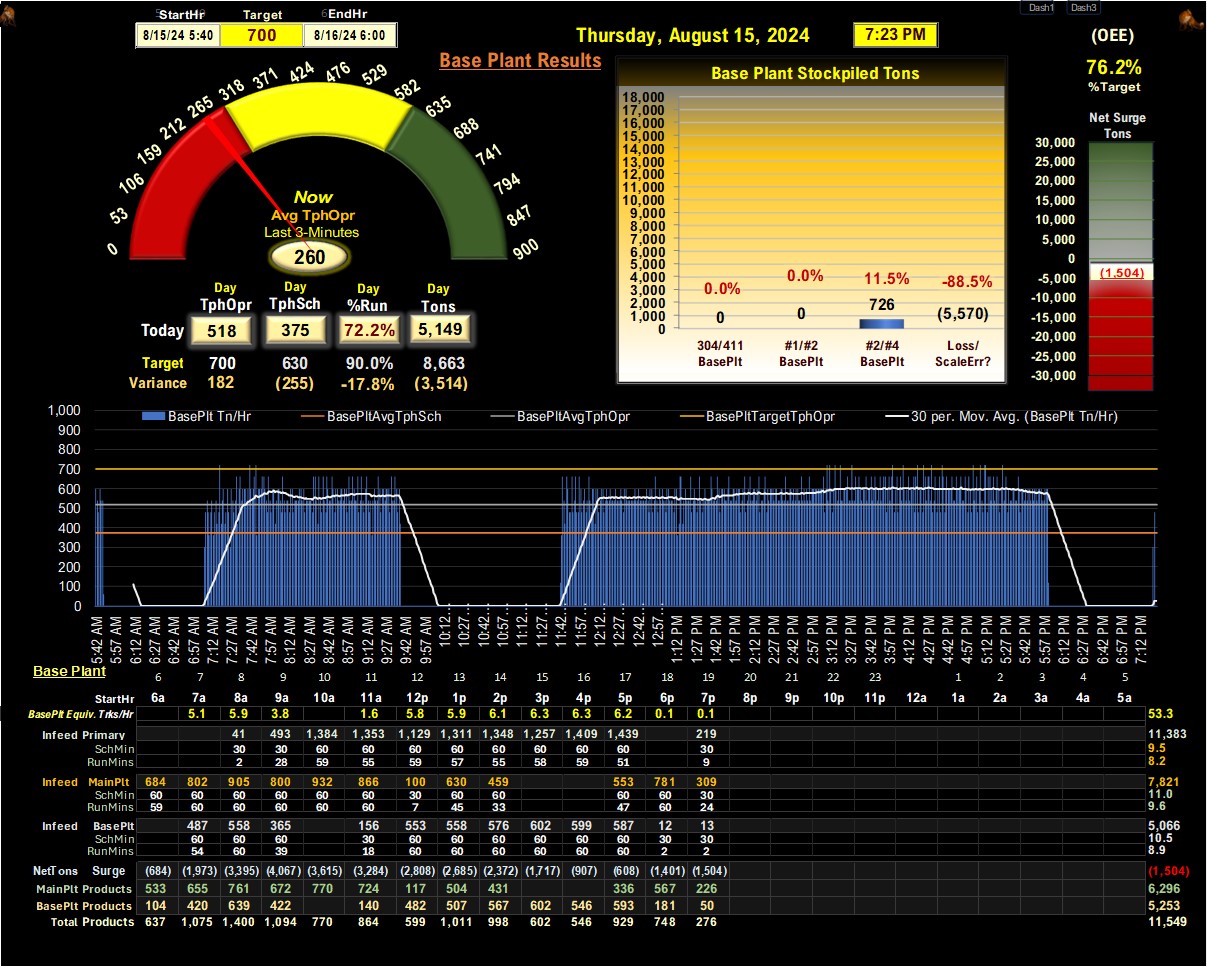 Dash1 Dash3
StartHr Target EndHr
8/15/24 5:40 700 8/16/24 6:00
Thursday, August 15, 2024 7:23 PM
Base Plant Results
(OEE)
76.2%
%Target
Net Surge
Tons
30,000
25,000
20,000
15,000
10,000
5,000
0
-5,000
-10,000
-15,000
-20,000
-25,000
-30,000
(1,504)
0 53 106 159 212 265 318 371 424 476 529 582 635 688 741 794 847 900
Now
Avg TphOpr
Last 3-Minutes
260
Base Plant Stockpiled Tons
18,000
17,000
16,000
15,000
14,000
13,000
12,000
11,000
10,000
9,000
8,000
7,000
6,000
5,000
4,000
3,000
2,000
1,000
0
0.0% 0.0% 11.5% -88.5%
0 0 726 (5,570)
304/411 #1/#2 #2/#4 Loss/
BasePlt BasePlt BasePlt ScaleErr?
Day Day Day Day
TphOpr TphSch %Run Tons
Today 518 375 72.2% 5,149
Target 700 630 90.0% 8,663
Variance 182 (255) -17.8% (3,514)
BasePlt Tn/Hr BasePltAvgTphSch BasePltAvgTphOpr BasePltTargetTphOpr 30 per. Mov. Avg. (BasePlt Tn/Hr)
1,000
900
800
700
600
500
400
300
200
100
0
5:42 AM 5:57 AM 6:12 AM 6:27 AM 6:42 AM 6:57 AM 7:12 AM 7:27 AM 7:42 AM 7:57 AM 8:12 AM 8:27 AM 8:42 AM 8:57 AM 9:12 AM 9:27 AM 9:42 AM 9:57 AM 10:12… 10:27… 10:42… 10:57… 11:12… 11:27… 11:42… 11:57… 12:12… 12:27… 12:42… 12:57… 1:12 PM 1:27 PM 1:42 PM 1:57 PM 2:12 PM 2:27 PM 2:42 PM 2:57 PM 3:12 PM 3:27 PM 3:42 PM 3:57 PM 4:12 PM 4:27 PM 4:42 PM 4:57 PM 5:12 PM 5:27 PM 5:42 PM 5:57 PM 6:12 PM 6:27 PM 6:42 PM 6:57 PM 7:12 PM
Base Plant
6 7 8 9 10 11 12 13 14 15 16 17 18 19 20 21 22 23 1 2 3 4 5
StartHr 6a 7a 8a 9a 10a 11a 12p 1p 2p 3p 4p 5p 6p 7p 8p 9p 10p 11p 12a 1a 2a 3a 4a 5a
BasePlt Equiv. Trks/Hr 5.1 5.9 3.8 1.6 5.8 5.9 6.1 6.3 6.3 6.2 0.1 0.1 53.3
Infeed Primary 41 493 1,384 1,353 1,129 1,311 1,348 1,257 1,409 1,439 219 11,383
SchMin 30 30 60 60 60 60 60 60 60 60 30 9.5
RunMins 2 28 59 55 59 57 55 58 59 51 9 8.2
Infeed MainPlt 684 802 905 800 932 866 100 630 459 553 781 309 7,821
SchMin 60 60 60 60 60 60 30 60 60 60 60 30 11.0
RunMins 59 60 60 60 60 60 7 45 33 47 60 24 9.6
Infeed BasePlt 487 558 365 156 553 558 576 602 599 587 12 13 5,066
SchMin 60 60 60 30 60 60 60 60 60 60 30 30 10.5
RunMins 54 60 39 18 60 60 60 60 60 60 2 2 8.9
NetTons Surge (684) (1,973) (3,395) (4,067) (3,615) (3,284) (2,808) (2,685) (2,372) (1,717) (907) (608) (1,401) (1,504) (1,504)
MainPlt Products 533 655 761 672 770 724 117 504 431 336 567 226 6,296
BasePlt Products 104 420 639 422 140 482 507 567 602 546 593 181 50 5,253
Total Products 637 1,075 1,400 1,094 770 864 599 1,011 998 602 546 929 748 276 11,549